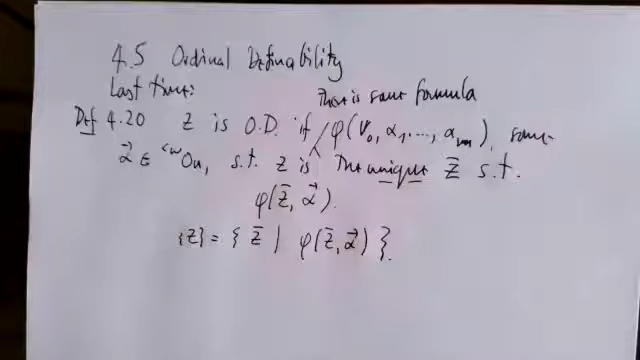 4.5 Ordinal Definability
Last time:
There is some formula
Def 4.20 z is O.D. if φ(v₀, α₁, ..., αₘ), some
α⃗ ∈ ^{<ω}On, s.t. z is the unique z̄ s.t.
φ(z̄, α⃗).
{z} = { z̄ | φ(z̄, α⃗) }.